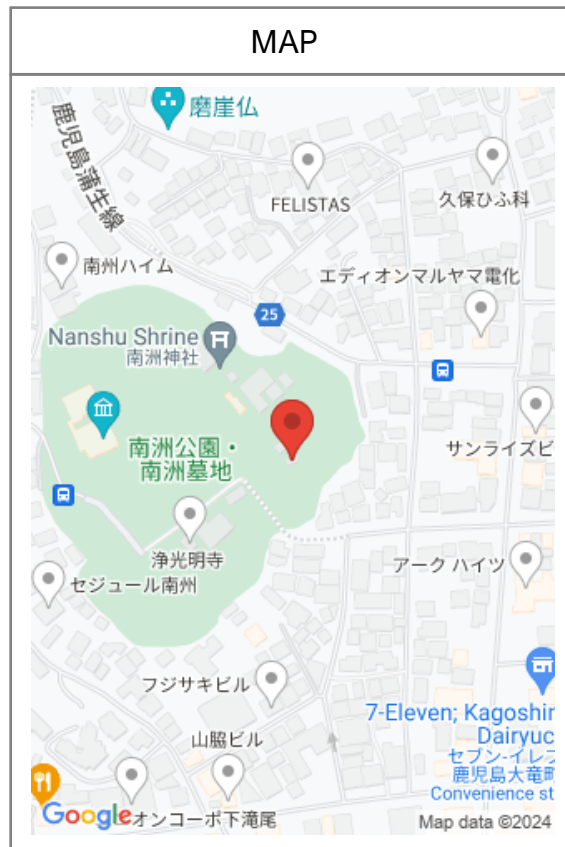 MAP
磨崖仏
鹿児島蒲生線
FELISTAS
久保ひふ科
南州ハイム
エディオンマルヤマ電化
25
Nanshu Shrine
南洲神社
サンライズビ
南洲公園・
南洲墓地
浄光明寺
アーク ハイツ
セジュール南州
フジサキビル
7-Eleven; Kagoshir
Dairyuc
セブン-イレブ
鹿児島大竜町
Convenience st
山脇ビル
Google
オンコーポ下滝尾
Map data ©2024